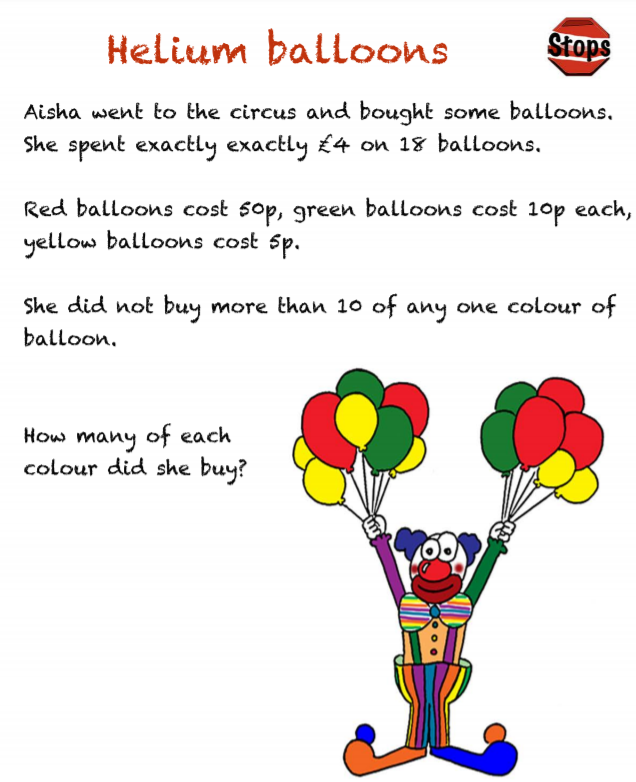 Helium balloons
Stops
Aisha went to the circus and bought some balloons.
She spent exactly exactly £4 on 18 balloons.
Red balloons cost 50p, green balloons cost 10p each,
yellow balloons cost 5p.
She did not buy more than 10 of any one colour of
balloon.
How many of each
colour did she buy?